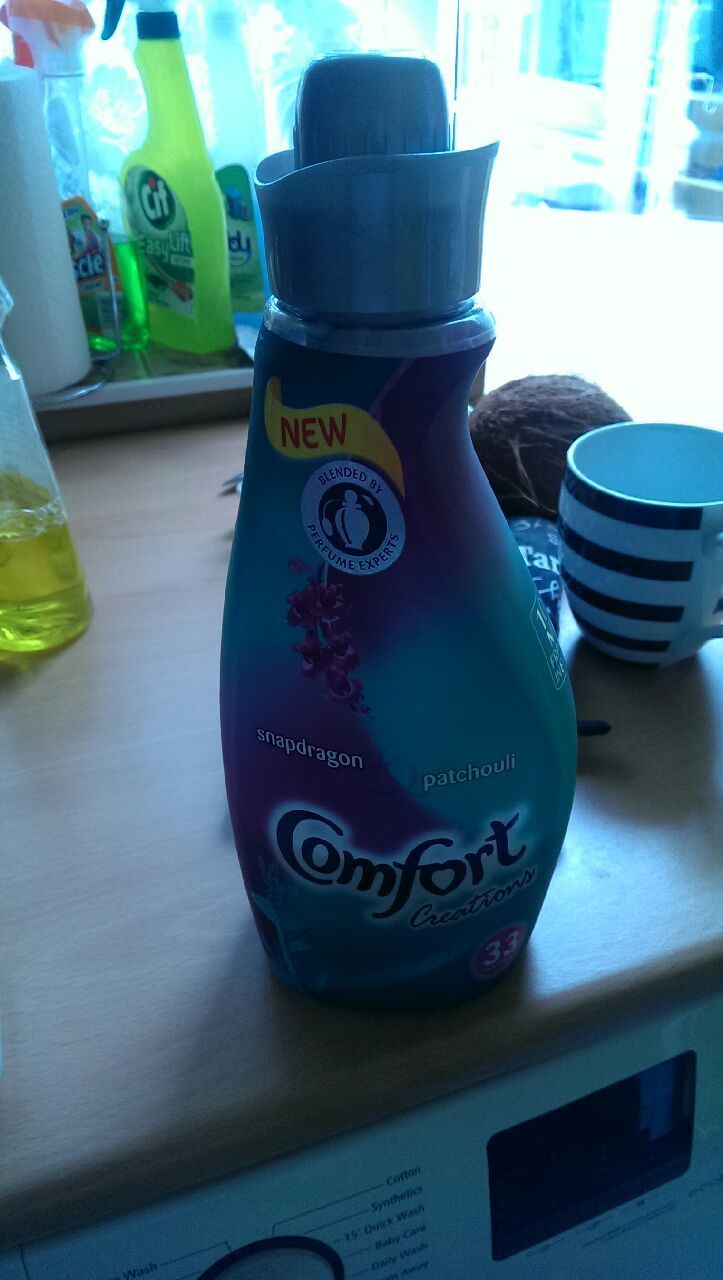 Cif
EasyLift
NEW
BLENDED BY
PERFUME EXPERTS
snapdragon
patchouli
Comfort
Creations
33
Cotton
Synthetics
15' Quick Wash
Baby Care
Daily Wash
Wash